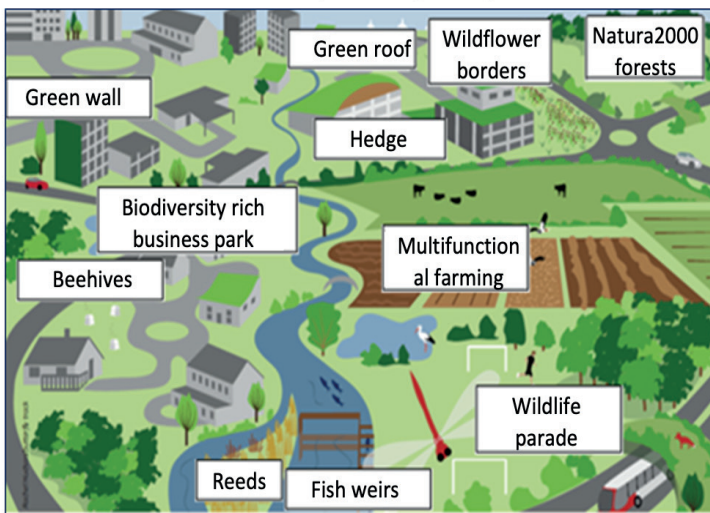 Green roof
Wildflower
borders
Natura2000
forests
Green wall
Hedge
Biodiversity rich
business park
Multifunction
al farming
Beehives
Wildlife
parade
Reeds
Fish weirs